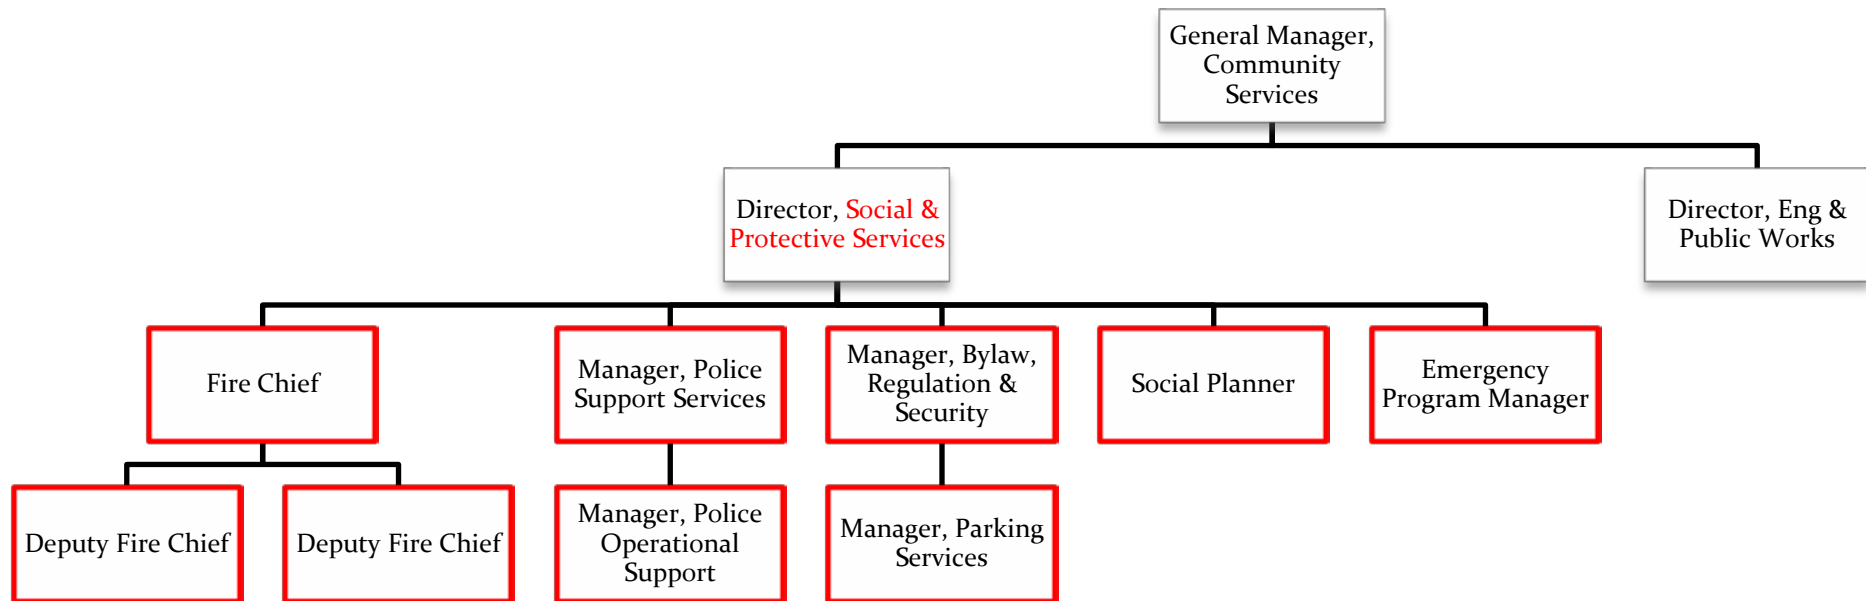 General Manager,
Community
Services
Director, Social &
Protective Services
Director, Eng &
Public Works
Fire Chief
Manager, Police
Support Services
Manager, Bylaw,
Regulation &
Security
Social Planner
Emergency
Program Manager
Deputy Fire Chief
Deputy Fire Chief
Manager, Police
Operational
Support
Manager, Parking
Services